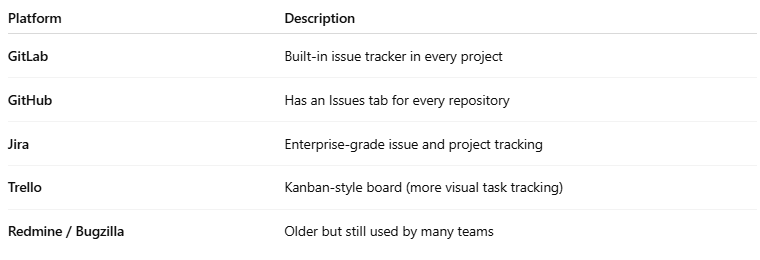 Platform Description
GitLab Built-in issue tracker in every project
GitHub Has an Issues tab for every repository
Jira Enterprise-grade issue and project tracking
Trello Kanban-style board (more visual task tracking)
Redmine / Bugzilla Older but still used by many teams